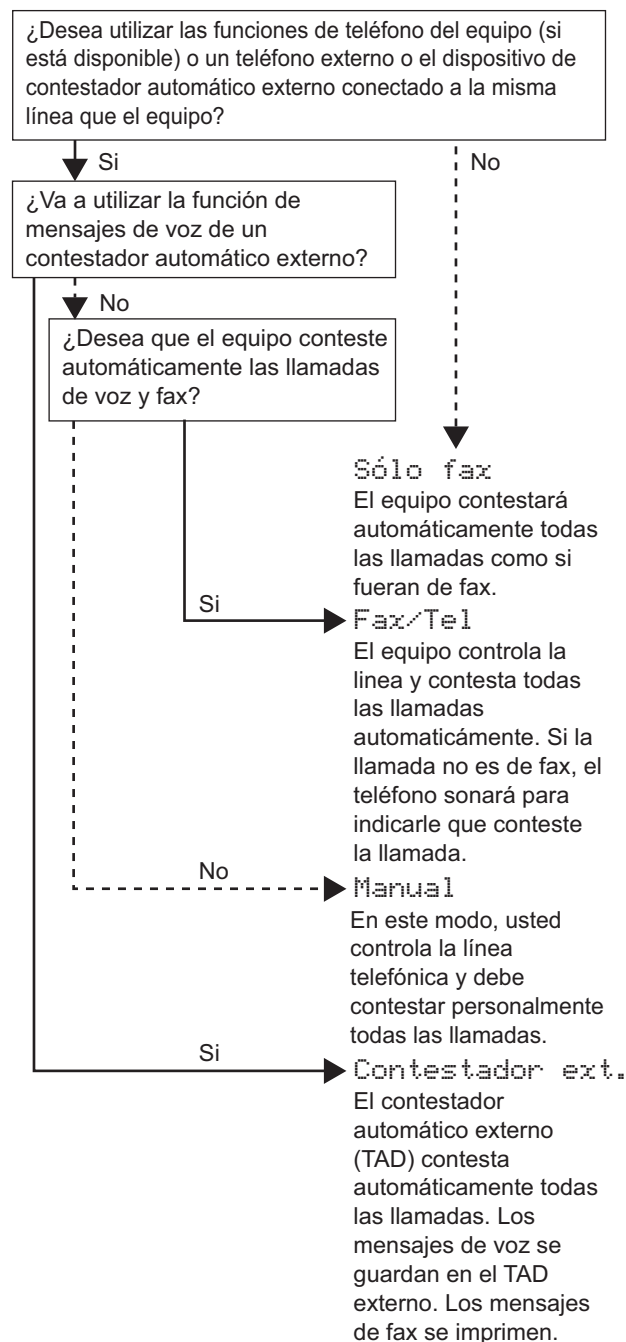 ¿Desea utilizar las funciones de teléfono del equipo (si
está disponible) o un teléfono externo o el dispositivo de
contestador automático externo conectado a la misma
línea que el equipo?
Si
No
¿Va a utilizar la función de
mensajes de voz de un
contestador automático externo?
No
¿Desea que el equipo conteste
automáticamente las llamadas
de voz y fax?
Sólo fax
El equipo contestará
automáticamente todas
las llamadas como si
fueran de fax.
Si
Fax/Tel
El equipo controla la
linea y contesta todas
las llamadas
automaticámente. Si la
llamada no es de fax, el
teléfono sonará para
indicarle que conteste
la llamada.
No
Manual
En este modo, usted
controla la línea
telefónica y debe
contestar personalmente
todas las llamadas.
Si
Contestador ext.
El contestador
automático externo
(TAD) contesta
automáticamente todas
las llamadas. Los
mensajes de voz se
guardan en el TAD
externo. Los mensajes
de fax se imprimen.